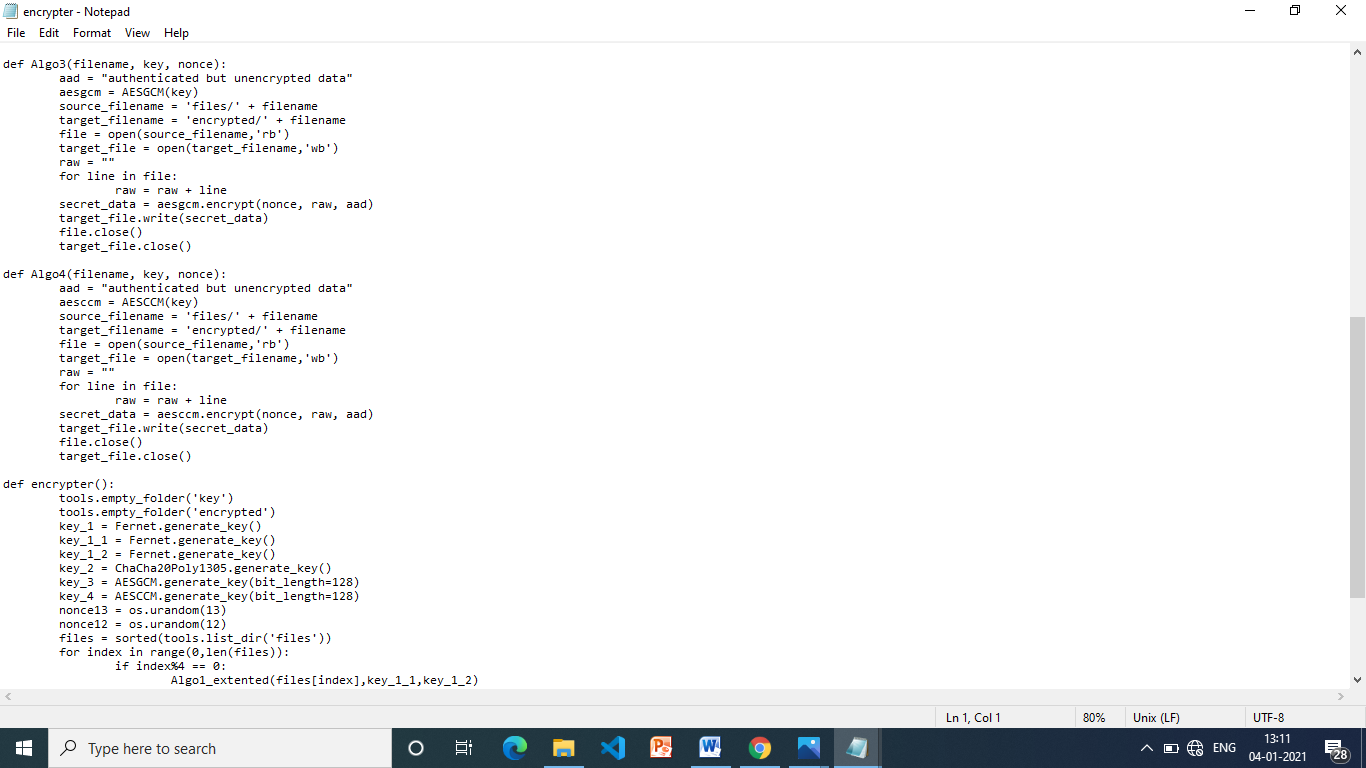 encrypter - Notepad
File Edit Format View Help
def Algo3(filename, key, nonce):
        aad = "authenticated but unencrypted data"
        aesgcm = AESGCM(key)
        source_filename = 'files/' + filename
        target_filename = 'encrypted/' + filename
        file = open(source_filename,'rb')
        target_file = open(target_filename,'wb')
        raw = ""
        for line in file:
                raw = raw + line
        secret_data = aesgcm.encrypt(nonce, raw, aad)
        target_file.write(secret_data)
        file.close()
        target_file.close()

def Algo4(filename, key, nonce):
        aad = "authenticated but unencrypted data"
        aesccm = AESCCM(key)
        source_filename = 'files/' + filename
        target_filename = 'encrypted/' + filename
        file = open(source_filename,'rb')
        target_file = open(target_filename,'wb')
        raw = ""
        for line in file:
                raw = raw + line
        secret_data = aesccm.encrypt(nonce, raw, aad)
        target_file.write(secret_data)
        file.close()
        target_file.close()

def encrypter():
        tools.empty_folder('key')
        tools.empty_folder('encrypted')
        key_1 = Fernet.generate_key()
        key_1_1 = Fernet.generate_key()
        key_1_2 = Fernet.generate_key()
        key_2 = ChaCha20Poly1305.generate_key()
        key_3 = AESGCM.generate_key(bit_length=128)
        key_4 = AESCCM.generate_key(bit_length=128)
        nonce13 = os.urandom(13)
        nonce12 = os.urandom(12)
        files = sorted(tools.list_dir('files'))
        for index in range(0,len(files)):
                if index%4 == 0:
                        Algo1_extented(files[index],key_1_1,key_1_2)
Ln 1, Col 1 80% Unix (LF) UTF-8
Type here to search
ENG
13:11
04-01-2021
28